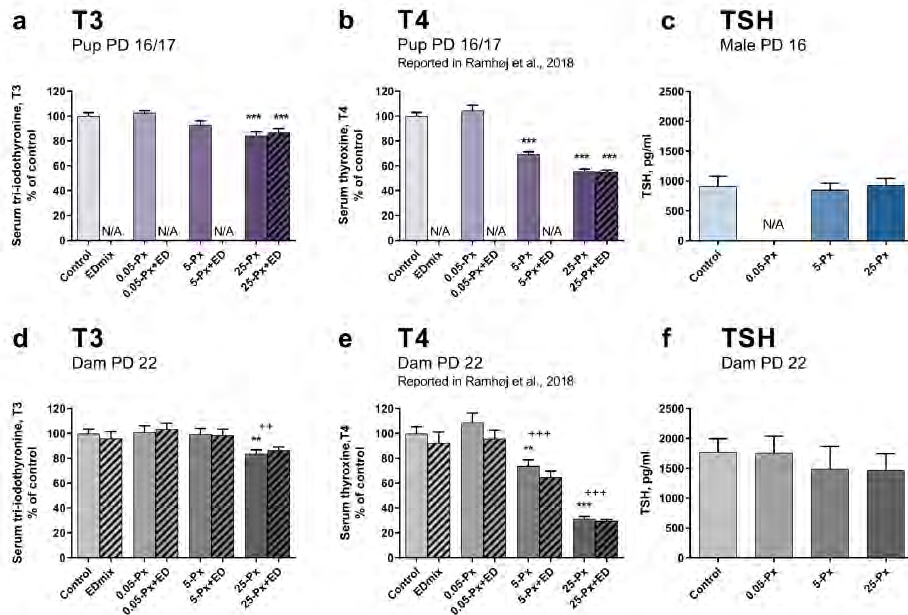 a T3
Pup PD 16/17
Serum tri-iodothyronine, T3
% of control
120
100
80
60
40
20
0
N/A
N/A
N/A
***
***
Control
EDmix
0.05-Px
0.05-Px+ED
5-Px
5-Px+ED
25-Px
25-Px+ED
b T4
Pup PD 16/17
Reported in Ramhøj et al., 2018
Serum thyroxine, T4
% of control
120
100
80
60
40
20
0
N/A
N/A
***
N/A
***
***
Control
EDmix
0.05-Px
0.05-Px+ED
5-Px
5-Px+ED
25-Px
25-Px+ED
c TSH
Male PD 16
TSH, pg/ml
2500
2000
1500
1000
500
0
N/A
Control
0.05-Px
5-Px
25-Px
d T3
Dam PD 22
Serum tri-iodothyronine, T3
% of control
120
100
80
60
40
20
0
++
**
Control
EDmix
0.05-Px
0.05-Px+ED
5-Px
5-Px+ED
25-Px
25-Px+ED
e T4
Dam PD 22
Reported in Ramhøj et al., 2018
Serum thyroxine,T4
% of control
120
100
80
60
40
20
0
+++
**
+++
***
Control
EDmix
0.05-Px
0.05-Px+ED
5-Px
5-Px+ED
25-Px
25-Px+ED
f TSH
Dam PD 22
TSH, pg/ml
2500
2000
1500
1000
500
0
Control
0.05-Px
5-Px
25-Px